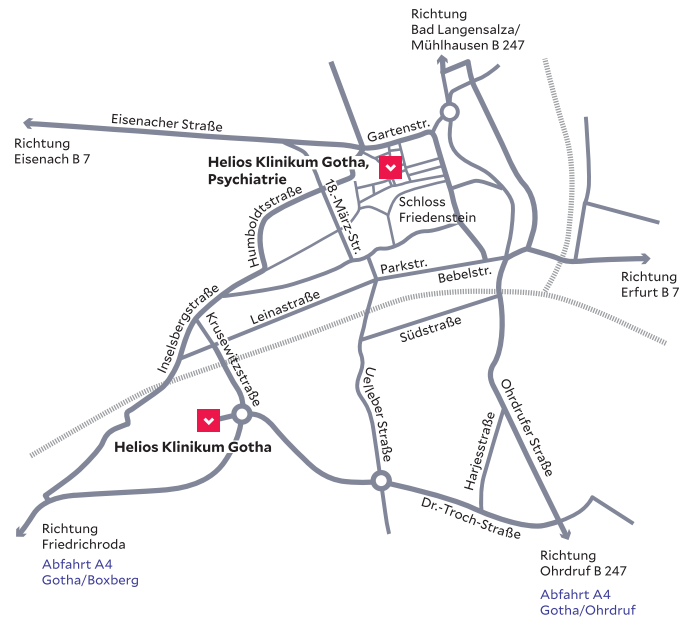 Richtung
Bad Langensalza/
Mühlhausen B 247
Eisenacher Straße
Gartenstr.
Richtung
Eisenach B 7
Helios Klinikum Gotha,
Psychiatrie
18.-März-Str.
Humboldtstraße
Schloss
Friedenstein
Parkstr.
Bebelstr.
Richtung
Erfurt B 7
Inselsbergstraße
Leinastraße
Krusewitzstraße
Südstraße
Uelleber Straße
Ohrdrufer Straße
Harjesstraße
Helios Klinikum Gotha
Dr.-Troch-Straße
Richtung
Friedrichroda
Abfahrt A4
Gotha/Boxberg
Richtung
Ohrdruf B 247
Abfahrt A4
Gotha/Ohrdruf